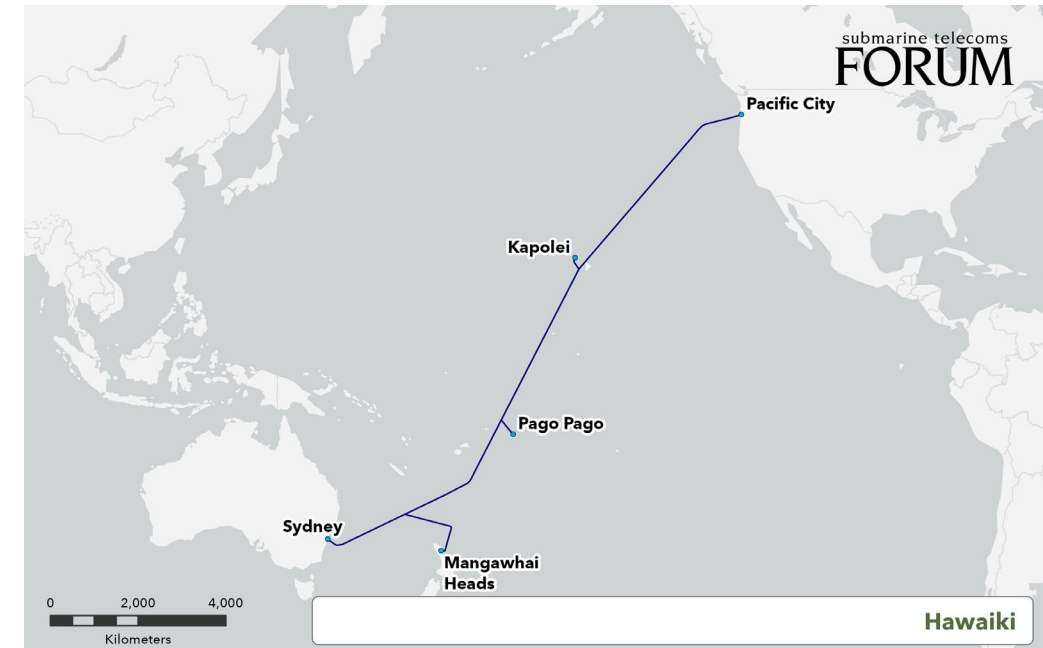 submarine telecoms
FORUM
Pacific City
Kapolei
Pago Pago
Sydney
Mangawhai
Heads
0 2,000 4,000
Kilometers
Hawaiki